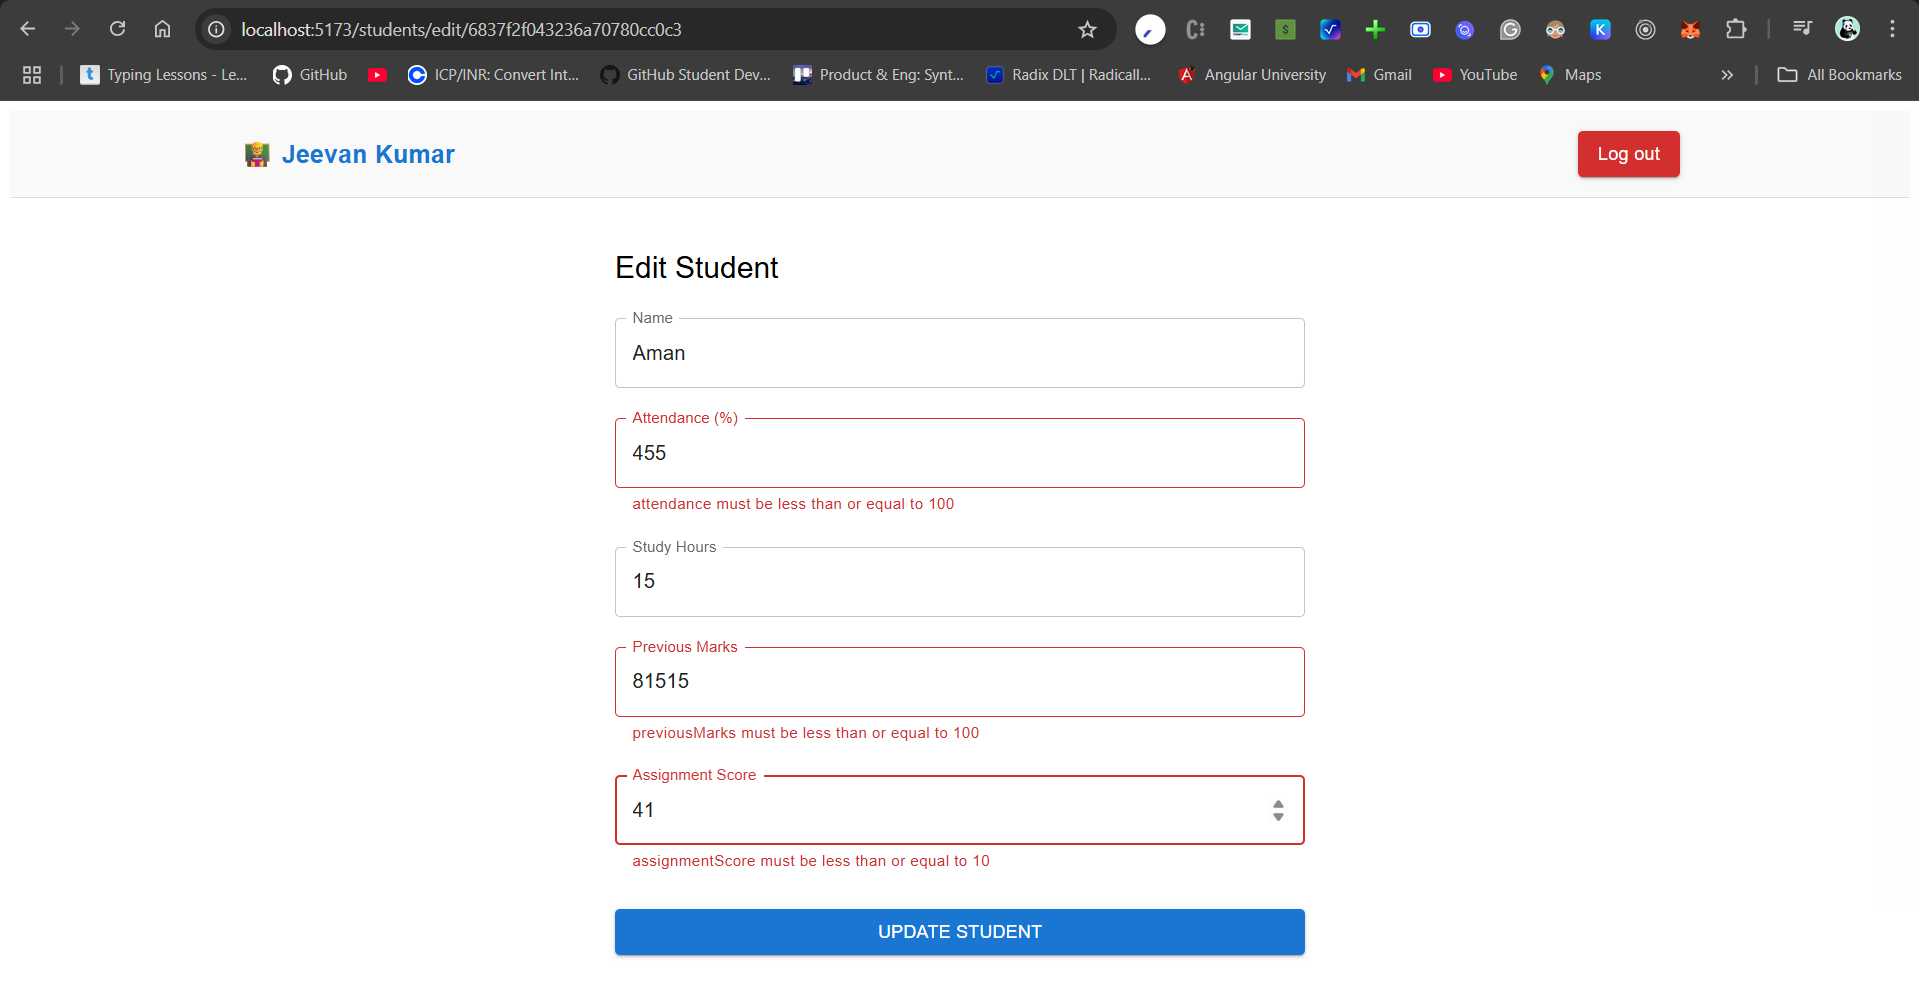 localhost:5173/students/edit/6837f2f043236a70780cc0c3
Typing Lessons - Le... GitHub ICP/INR: Convert Int... GitHub Student Dev... Product & Eng: Synt... Radix DLT | Radicall... Angular University Gmail YouTube Maps » All Bookmarks
Jeevan Kumar Log out
Edit Student
Name
Aman
Attendance (%)
455
attendance must be less than or equal to 100
Study Hours
15
Previous Marks
81515
previousMarks must be less than or equal to 100
Assignment Score
41
assignmentScore must be less than or equal to 10
UPDATE STUDENT